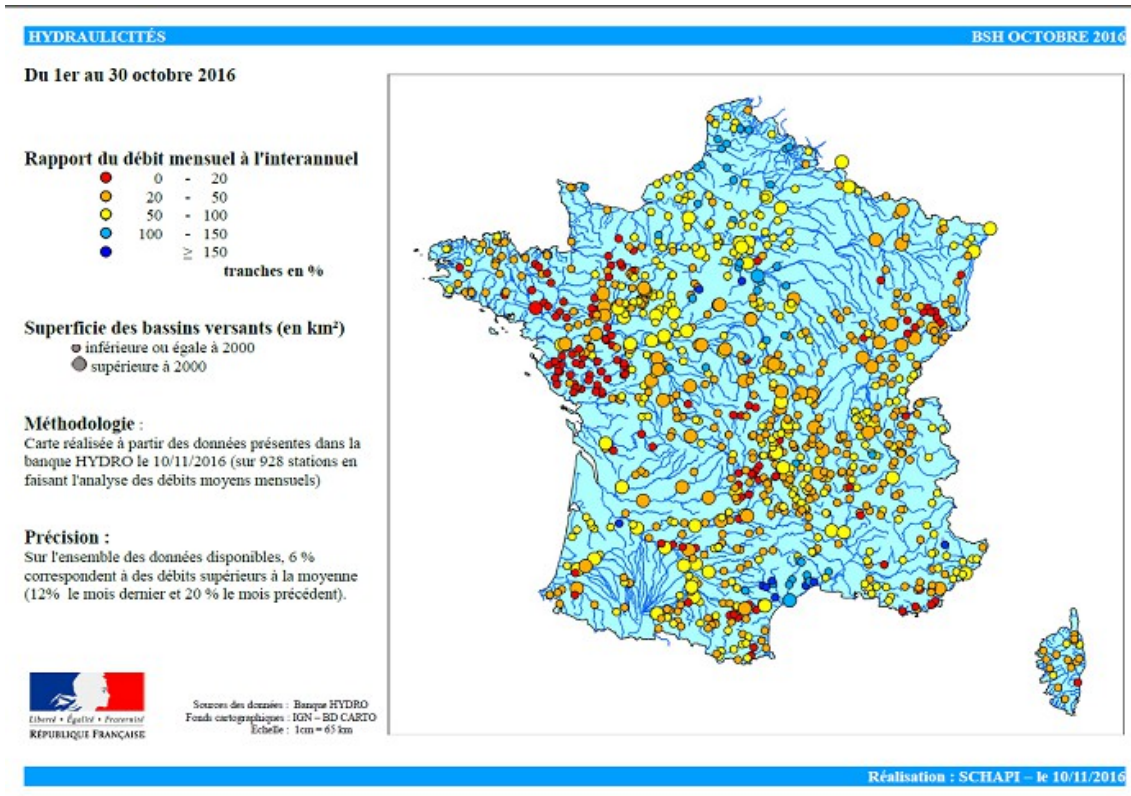 HYDRAULICITÉS
BSH OCTOBRE 2016
Du 1er au 30 octobre 2016
Rapport du débit mensuel à l'interannuel
0 - 20
20 - 50
50 - 100
100 - 150
≥ 150
tranches en %
Superficie des bassins versants (en km²)
inférieure ou égale à 2000
supérieure à 2000
Méthodologie :
Carte réalisée à partir des données présentes dans la
banque HYDRO le 10/11/2016 (sur 928 stations en
faisant l'analyse des débits moyens mensuels)
Précision :
Sur l'ensemble des données disponibles, 6 %
correspondent à des débits supérieurs à la moyenne
(12% le mois dernier et 20 % le mois précédent).
Liberté • Égalité • Fraternité
RÉPUBLIQUE FRANÇAISE
Sources des données : Banque HYDRO
Fonds cartographiques : IGN – BD CARTO
Echelle : 1cm = 65 km
Réalisation : SCHAPI – le 10/11/2016